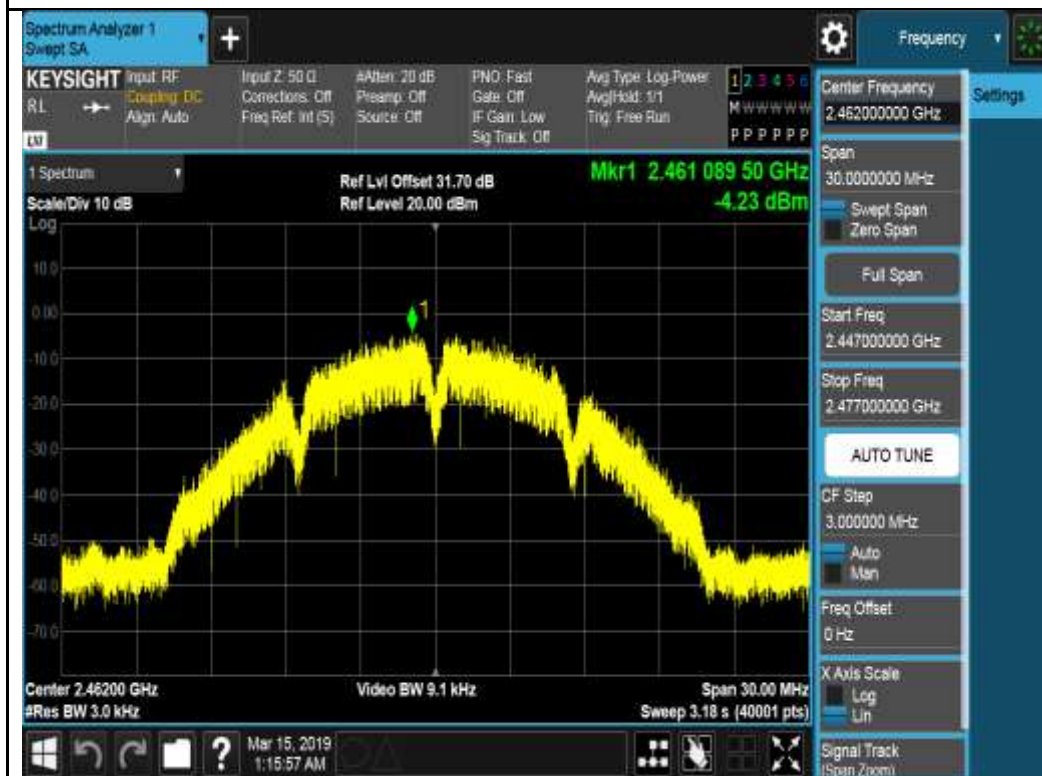 Spectrum Analyzer 1
Swept SA
+
Frequency
KEYSIGHT
RL
LXI
Input: RF
Coupling: DC
Align: Auto
Input Z: 50 Ω
Corrections: Off
Freq Ref: Int (S)
#Atten: 20 dB
Preamp: Off
Source: Off
PNO: Fast
Gate: Off
IF Gain: Low
Sig Track: Off
Avg Type: Log-Power
Avg|Hold: 1/1
Trig: Free Run
1 2 3 4 5 6
M W W W W W
P P P P P P
1 Spectrum
Scale/Div 10 dB
Log
Ref Lvl Offset 31.70 dB
Ref Level 20.00 dBm
Mkr1 2.461 089 50 GHz
-4.23 dBm
10.0
0.00
-10.0
-20.0
-30.0
-40.0
-50.0
-60.0
-70.0
1
Center 2.46200 GHz
#Res BW 3.0 kHz
Video BW 9.1 kHz
Span 30.00 MHz
Sweep 3.18 s (40001 pts)
?
Mar 15, 2019
1:15:57 AM
Center Frequency
2.462000000 GHz
Settings
Span
30.0000000 MHz
Swept Span
Zero Span
Full Span
Start Freq
2.447000000 GHz
Stop Freq
2.477000000 GHz
AUTO TUNE
CF Step
3.000000 MHz
Auto
Man
Freq Offset
0 Hz
X Axis Scale
Log
Lin
Signal Track
(Span Zoom)